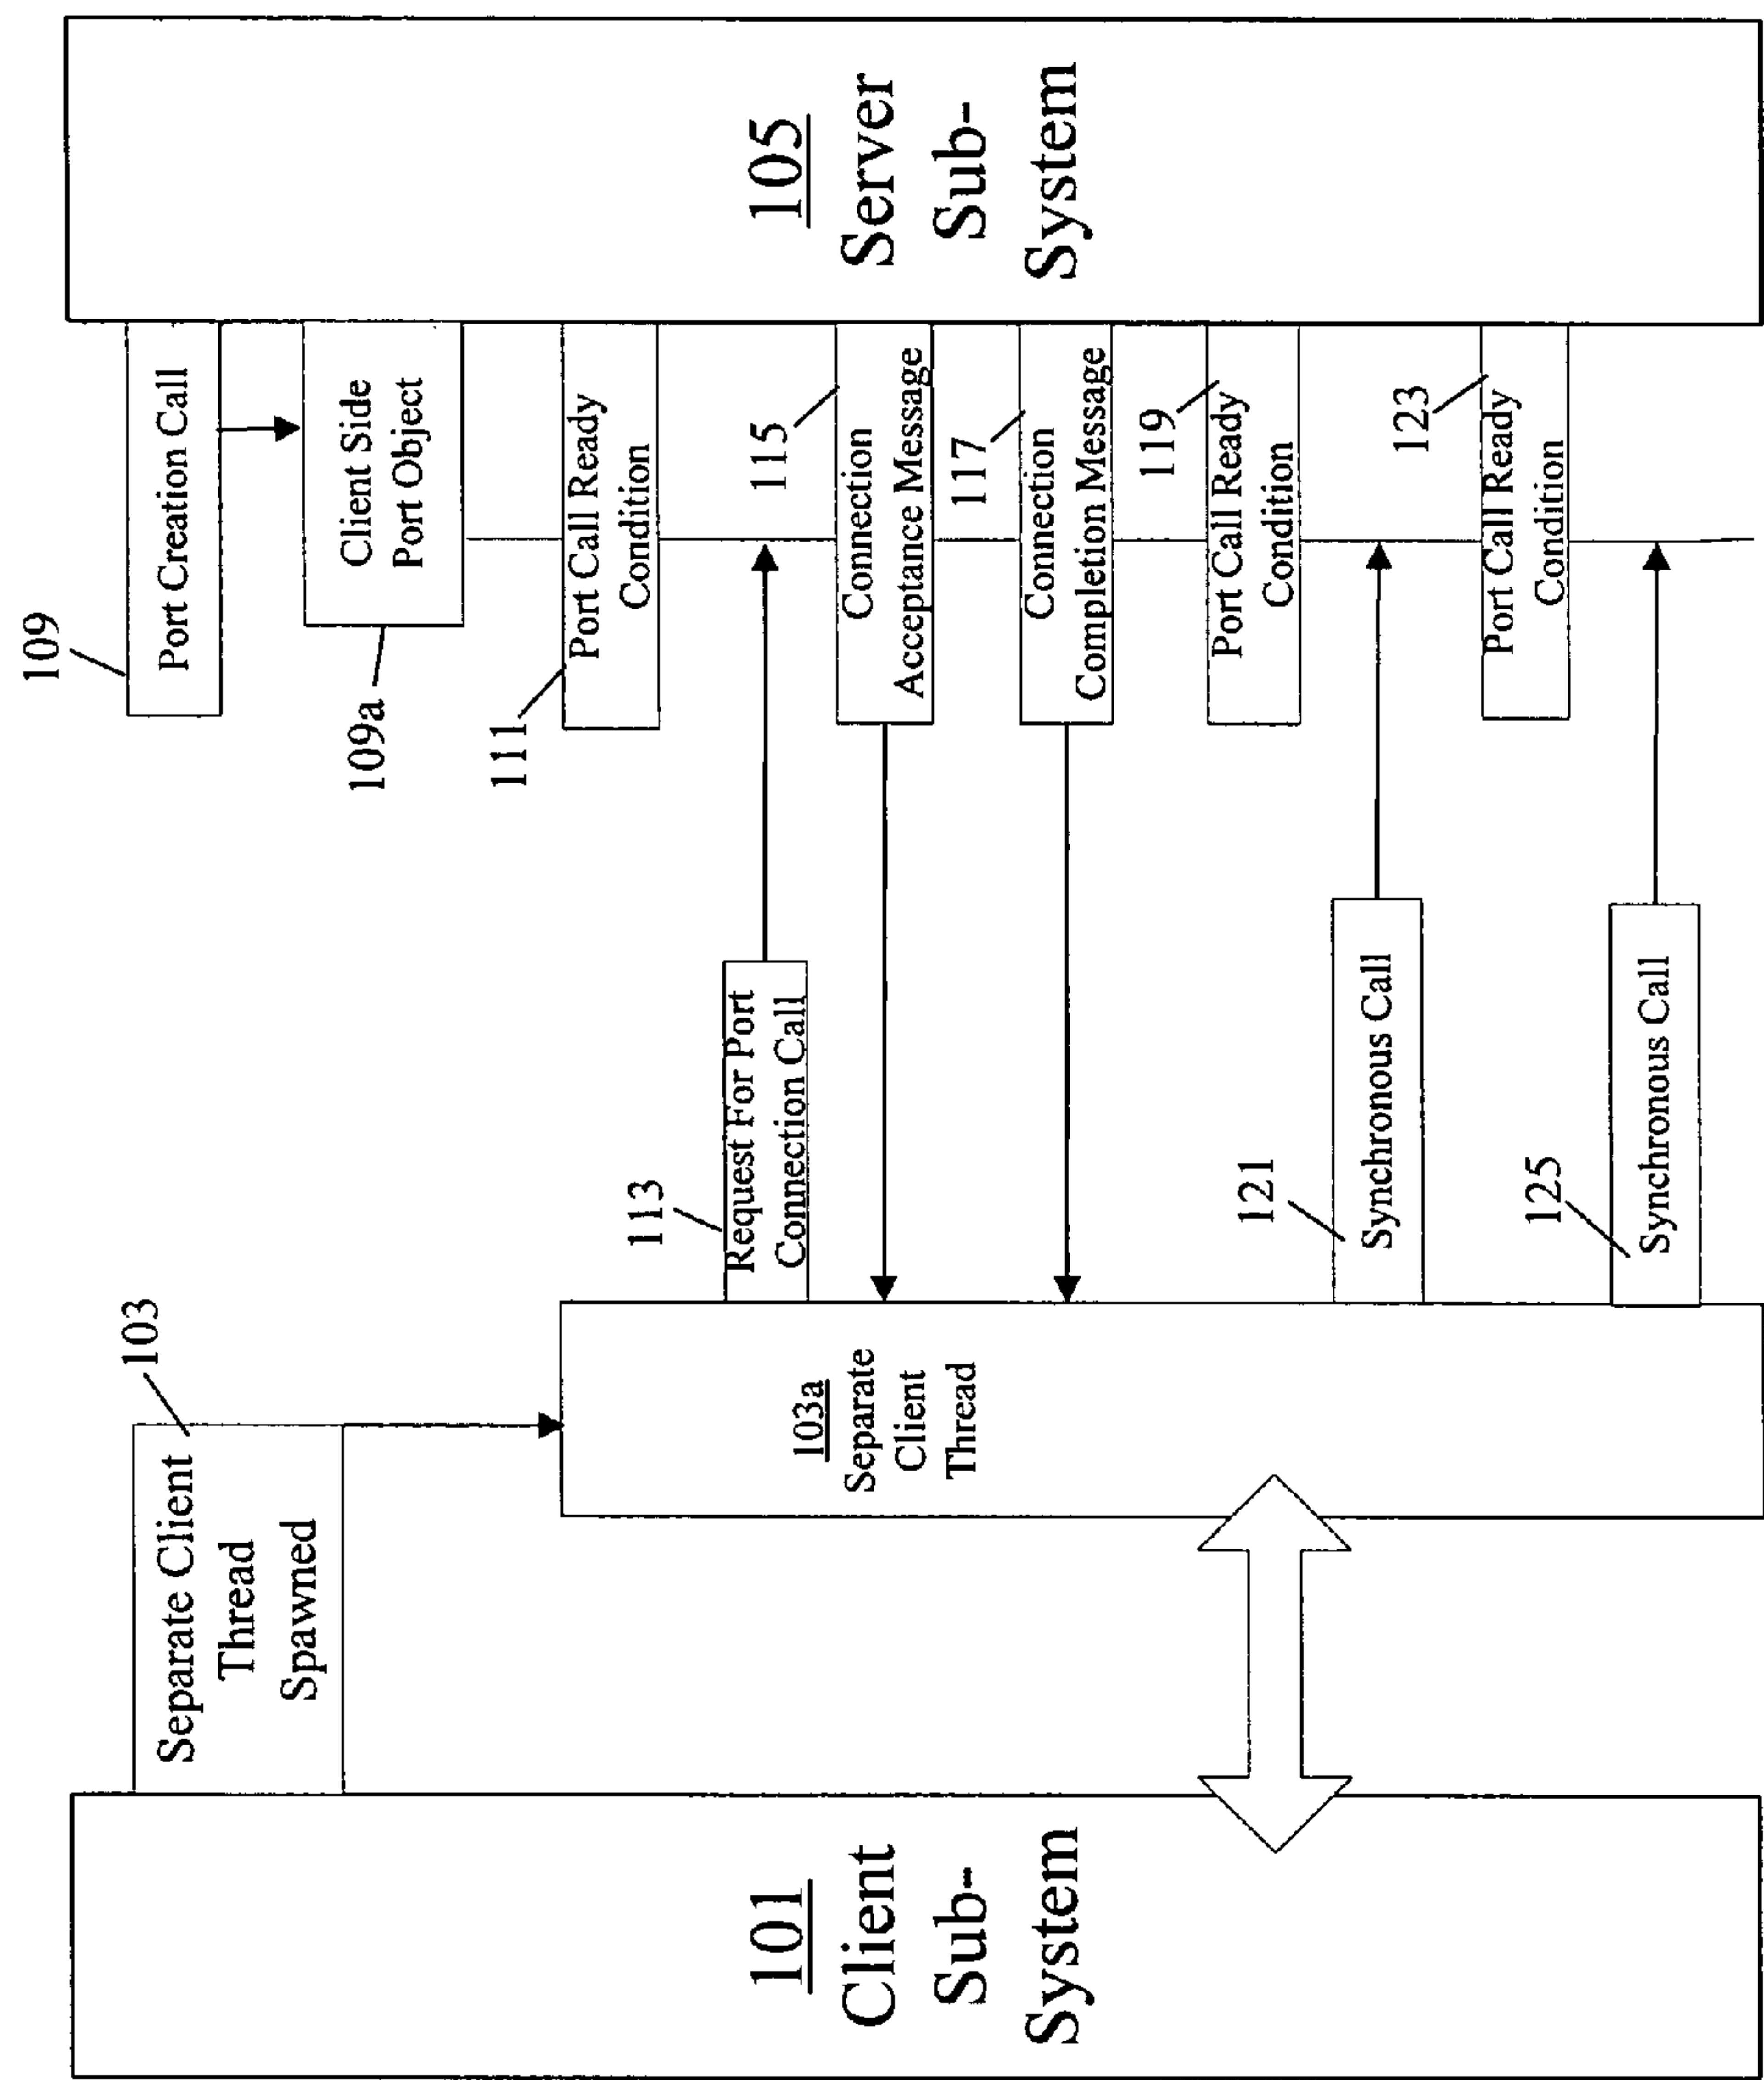 101
Client
Sub-
System
103
Separate Client
Thread
Spawned
103a
Separate
Client
Thread
113
Request For Port
Connection Call
121
Synchronous Call
125
Synchronous Call
109
Port Creation Call
109a
Client Side
Port Object
111
Port Call Ready
Condition
115
Connection
Acceptance Message
117
Connection
Completion Message
119
Port Call Ready
Condition
123
Port Call Ready
Condition
105
Server
Sub-
System